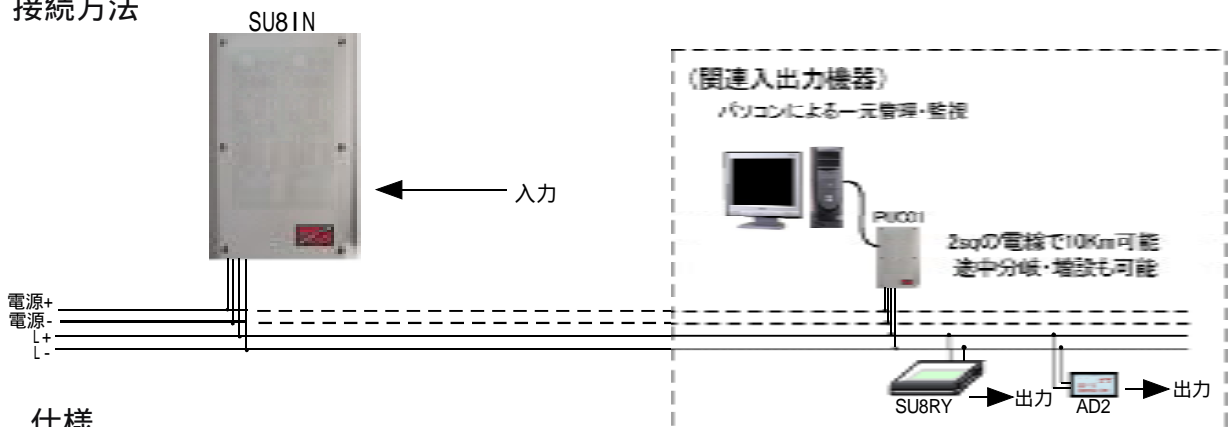 接続方法
SU8IN
(関連入出力機器)
パソコンによる一元管理・監視
入力
PUC01
2sqの電線で10Km可能
途中分岐・増設も可能
電源+
電源-
L+
L-
SU8RY
出力
AD2
出力
仕様